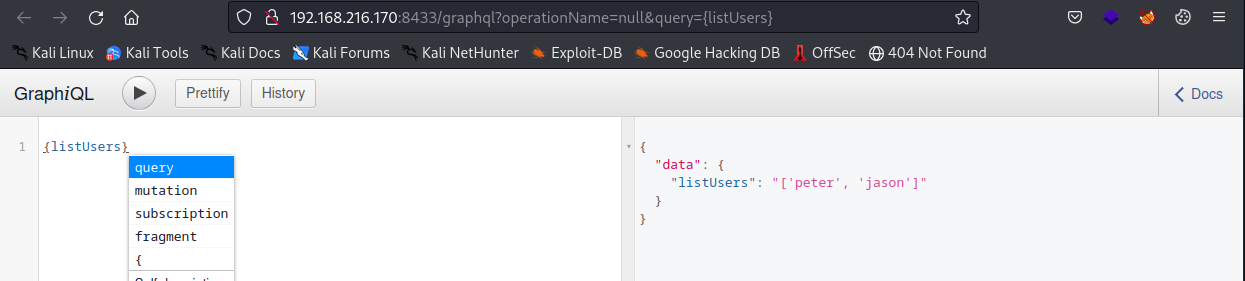 192.168.216.170:8433/graphql?operationName=null&query={listUsers}
Kali Linux Kali Tools Kali Docs Kali Forums Kali NetHunter Exploit-DB Google Hacking DB OffSec 404 Not Found
GraphiQL Prettify History Docs
1 {listUsers}
query
mutation
subscription
fragment
{
{
"data": {
"listUsers": "['peter', 'jason']"
}
}